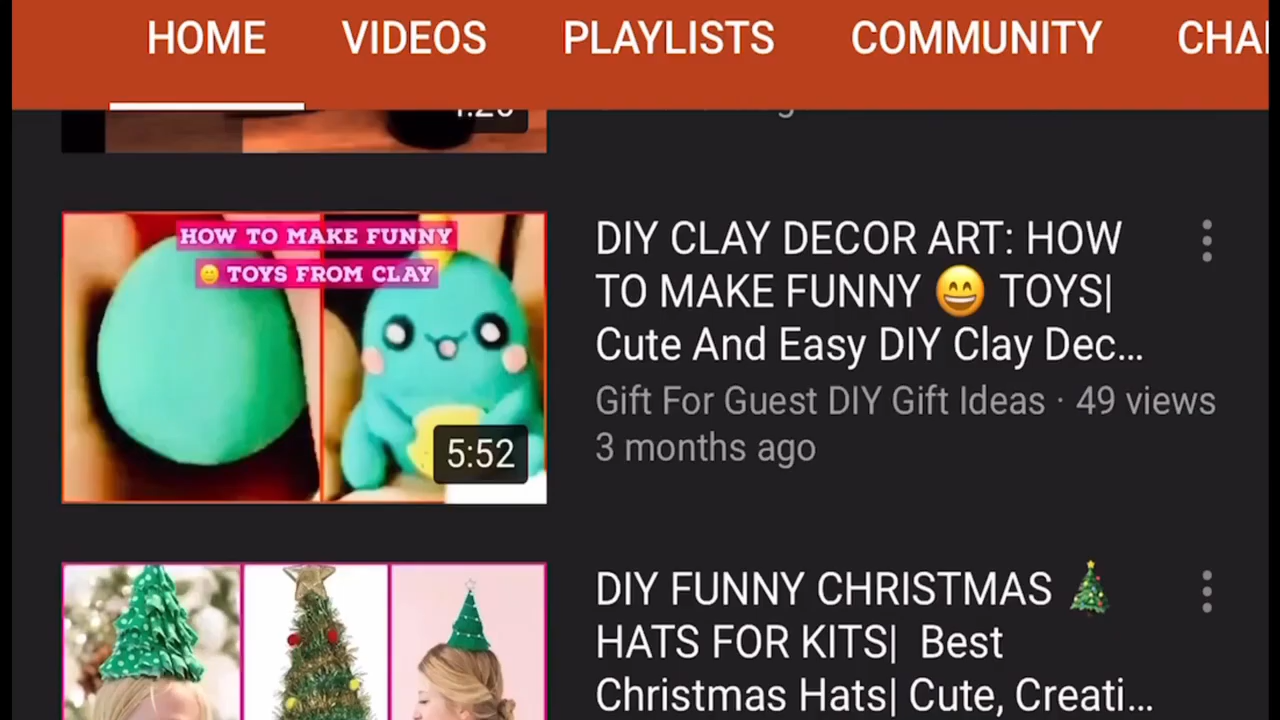 HOME VIDEOS PLAYLISTS COMMUNITY
HOW TO MAKE FUNNY
😀 TOYS FROM CLAY
5:52
DIY CLAY DECOR ART: HOW
TO MAKE FUNNY 😄 TOYS|
Cute And Easy DIY Clay Dec...
Gift For Guest DIY Gift Ideas · 49 views
3 months ago
DIY FUNNY CHRISTMAS 🎄
HATS FOR KITS| Best
Christmas Hats| Cute, Creati...